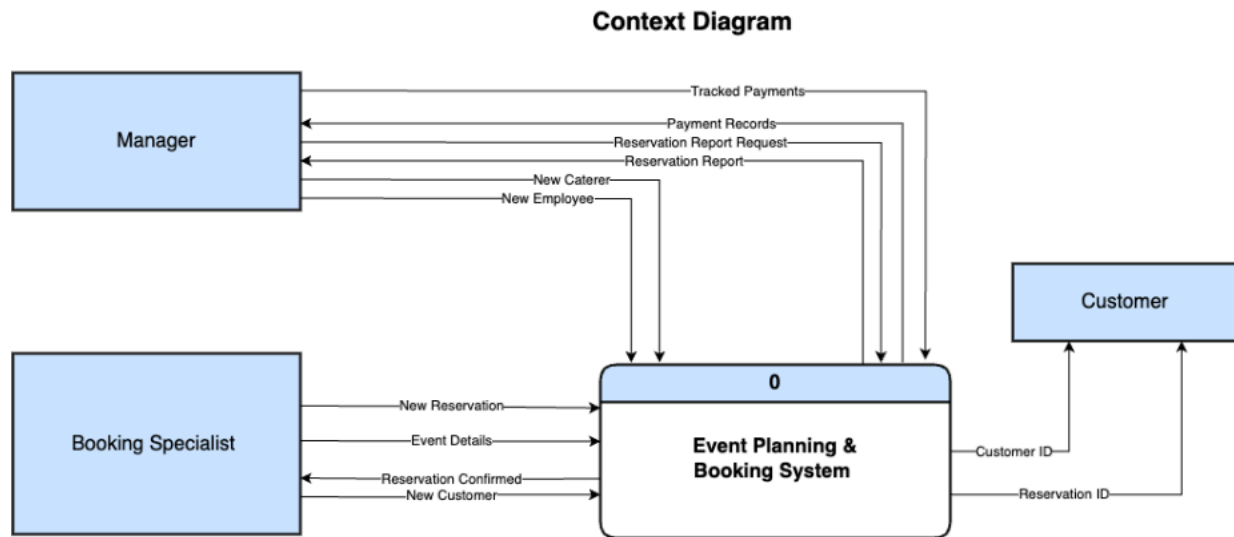 Context Diagram
Manager
Tracked Payments
Payment Records
Reservation Report Request
Reservation Report
New Caterer
New Employee
Customer
Booking Specialist
New Reservation
Event Details
Reservation Confirmed
New Customer
0
Event Planning &
Booking System
Customer ID
Reservation ID